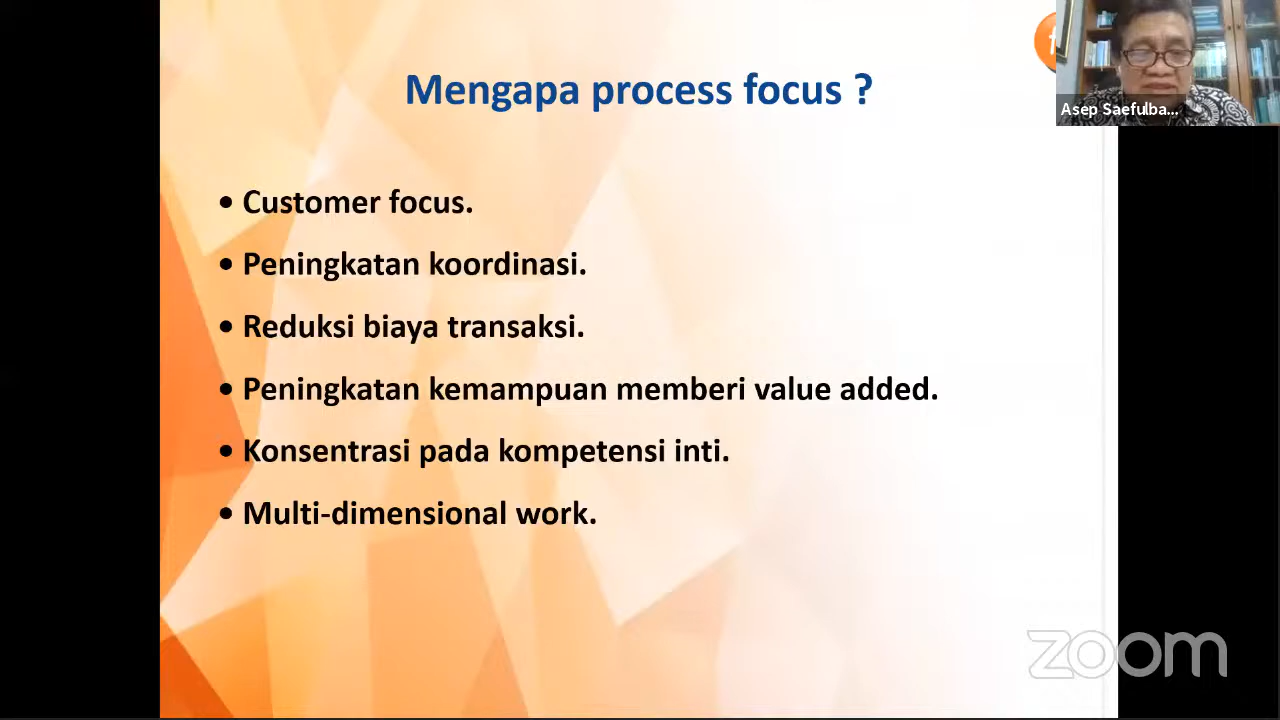 Mengapa process focus ?
Asep Saefulba...
• Customer focus.
• Peningkatan koordinasi.
• Reduksi biaya transaksi.
• Peningkatan kemampuan memberi value added.
• Konsentrasi pada kompetensi inti.
• Multi-dimensional work.
zoom